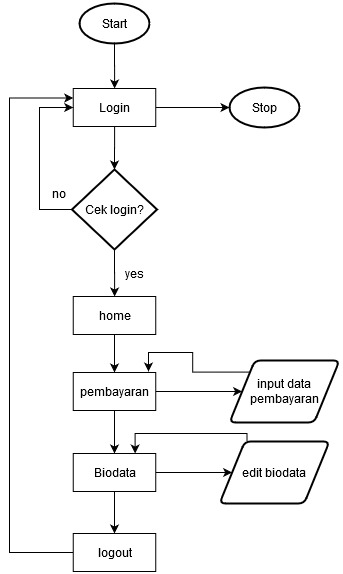 Start
Login
Stop
no
Cek login?
yes
home
pembayaran
input data
pembayaran
Biodata
edit biodata
logout